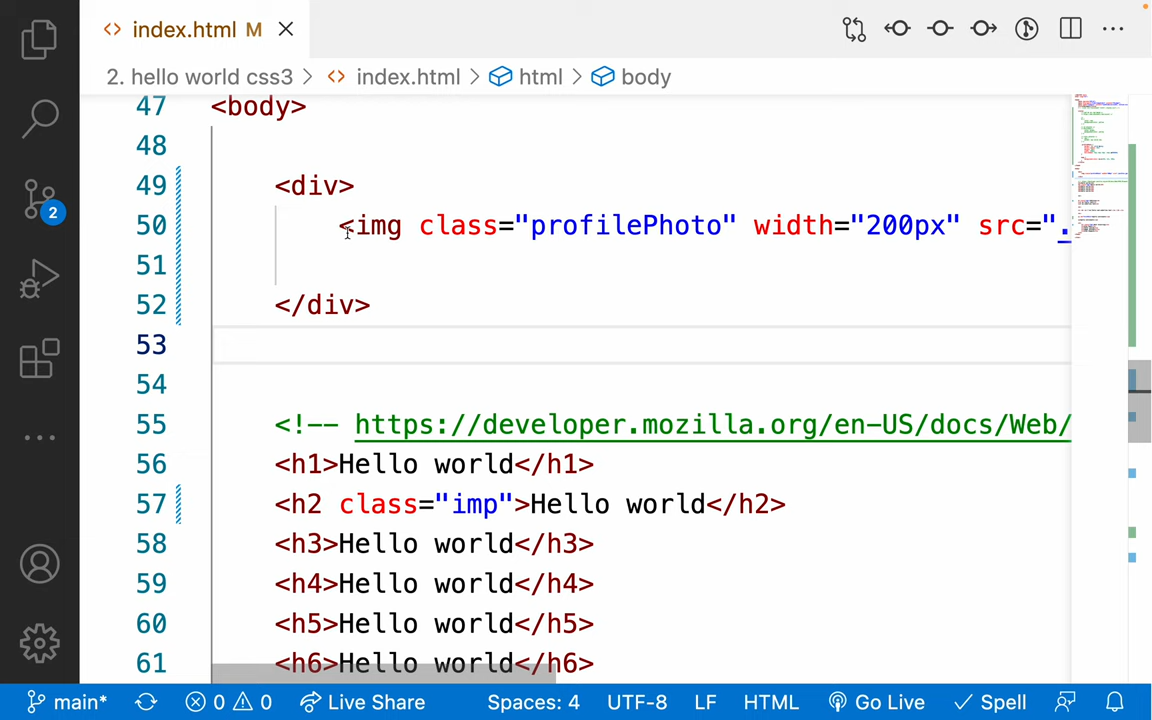 index.html M
2. hello world css3 > index.html > html > body
47 <body>
48
49 <div>
50 <img class="profilePhoto" width="200px" src=".
51
52 </div>
53
54
55 <!-- https://developer.mozilla.org/en-US/docs/Web/
56 <h1>Hello world</h1>
57 <h2 class="imp">Hello world</h2>
58 <h3>Hello world</h3>
59 <h4>Hello world</h4>
60 <h5>Hello world</h5>
61 <h6>Hello world</h6>
2
main* 0 0 Live Share Spaces: 4 UTF-8 LF HTML Go Live Spell